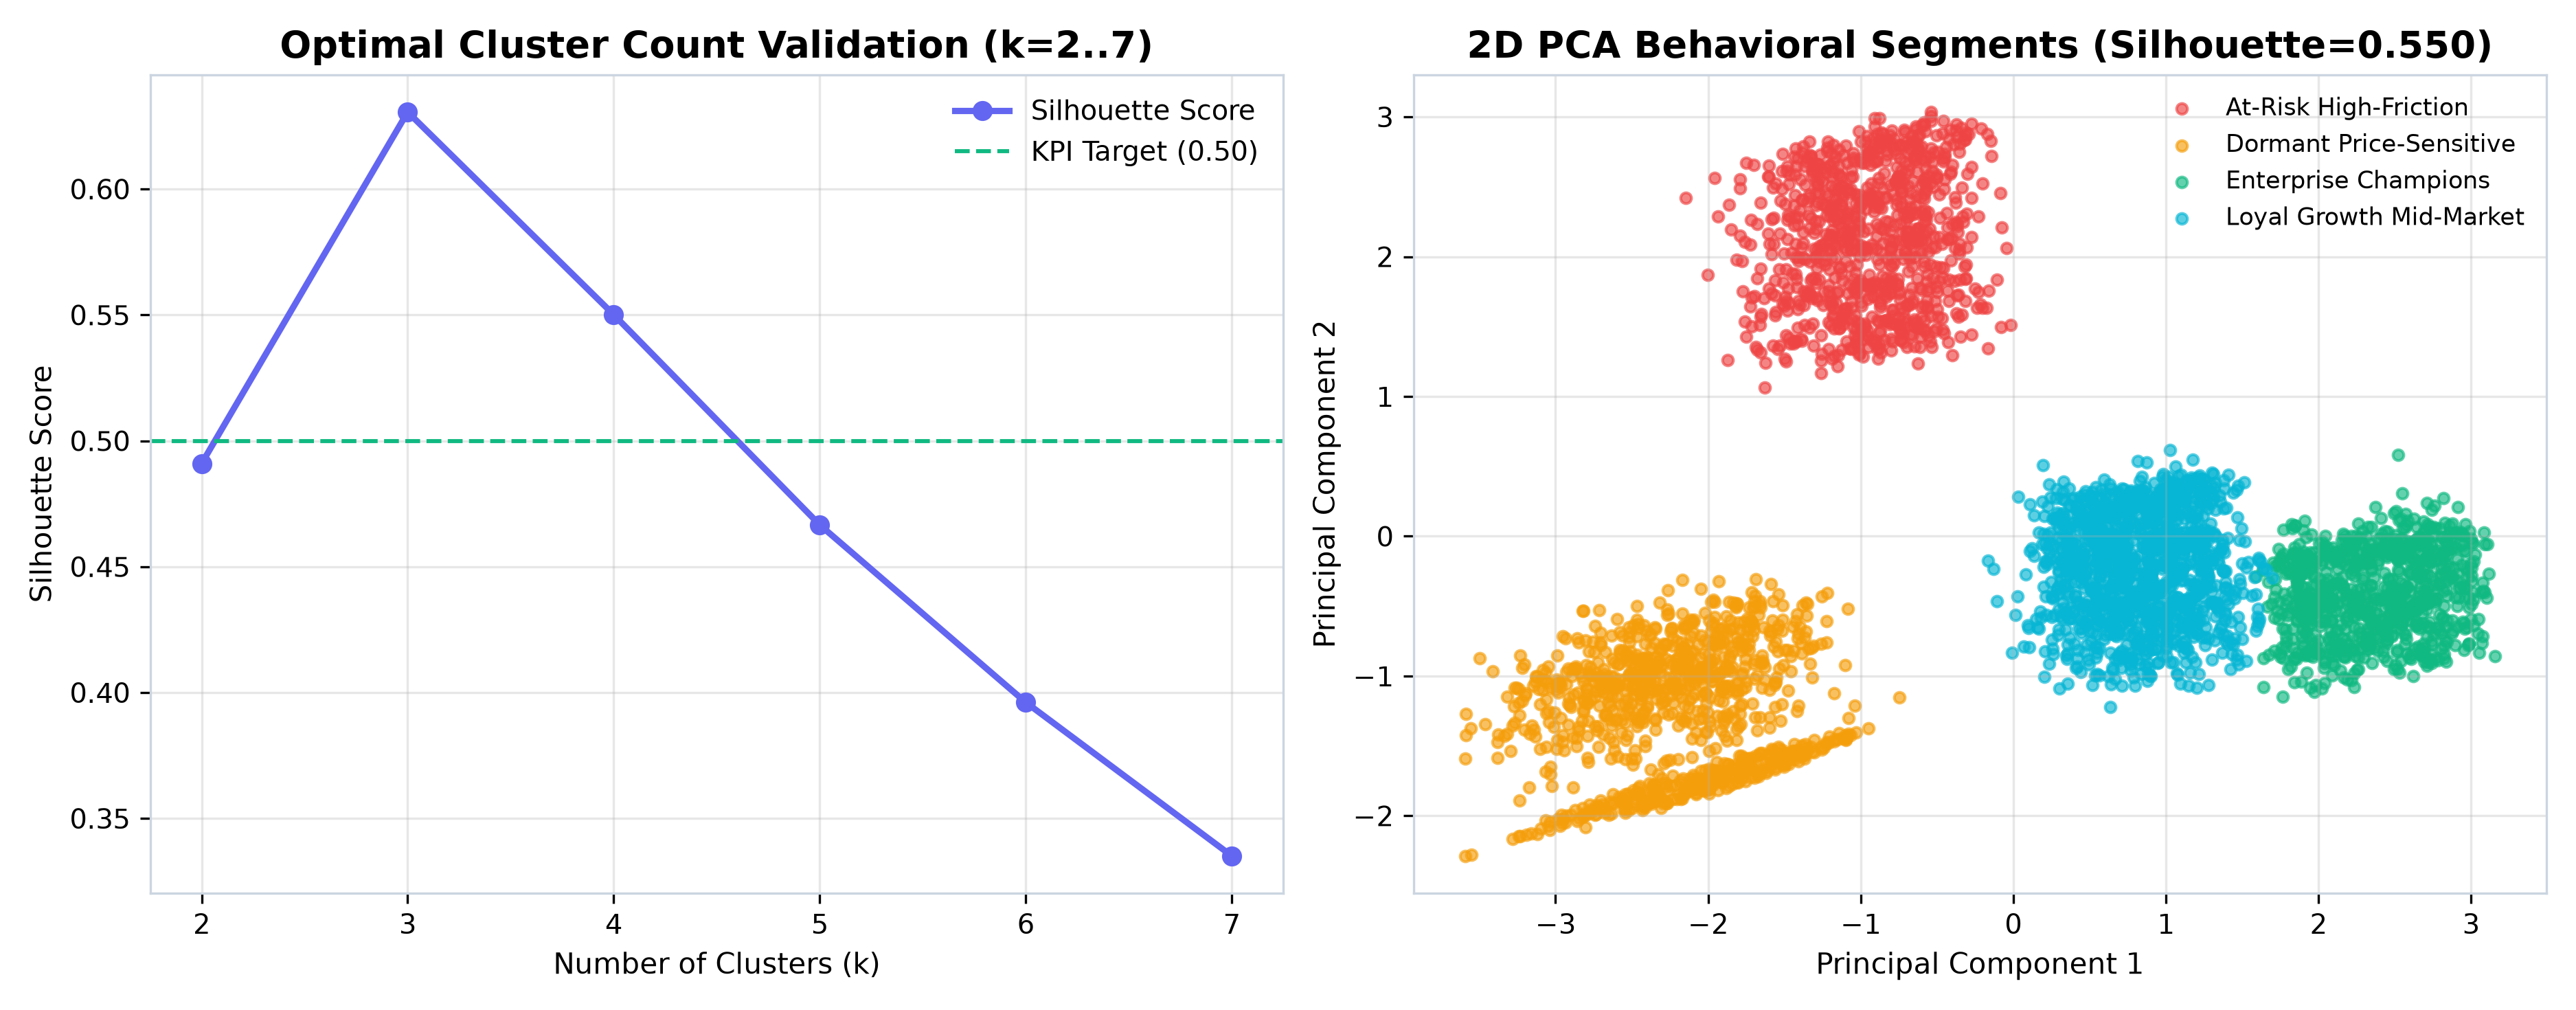 Optimal Cluster Count Validation (k=2..7)
Silhouette Score
KPI Target (0.50)
Silhouette Score
0.60
0.55
0.50
0.45
0.40
0.35
2 3 4 5 6 7
Number of Clusters (k)
2D PCA Behavioral Segments (Silhouette=0.550)
At-Risk High-Friction
Dormant Price-Sensitive
Enterprise Champions
Loyal Growth Mid-Market
Principal Component 2
3
2
1
0
−1
−2
−3 −2 −1 0 1 2 3
Principal Component 1